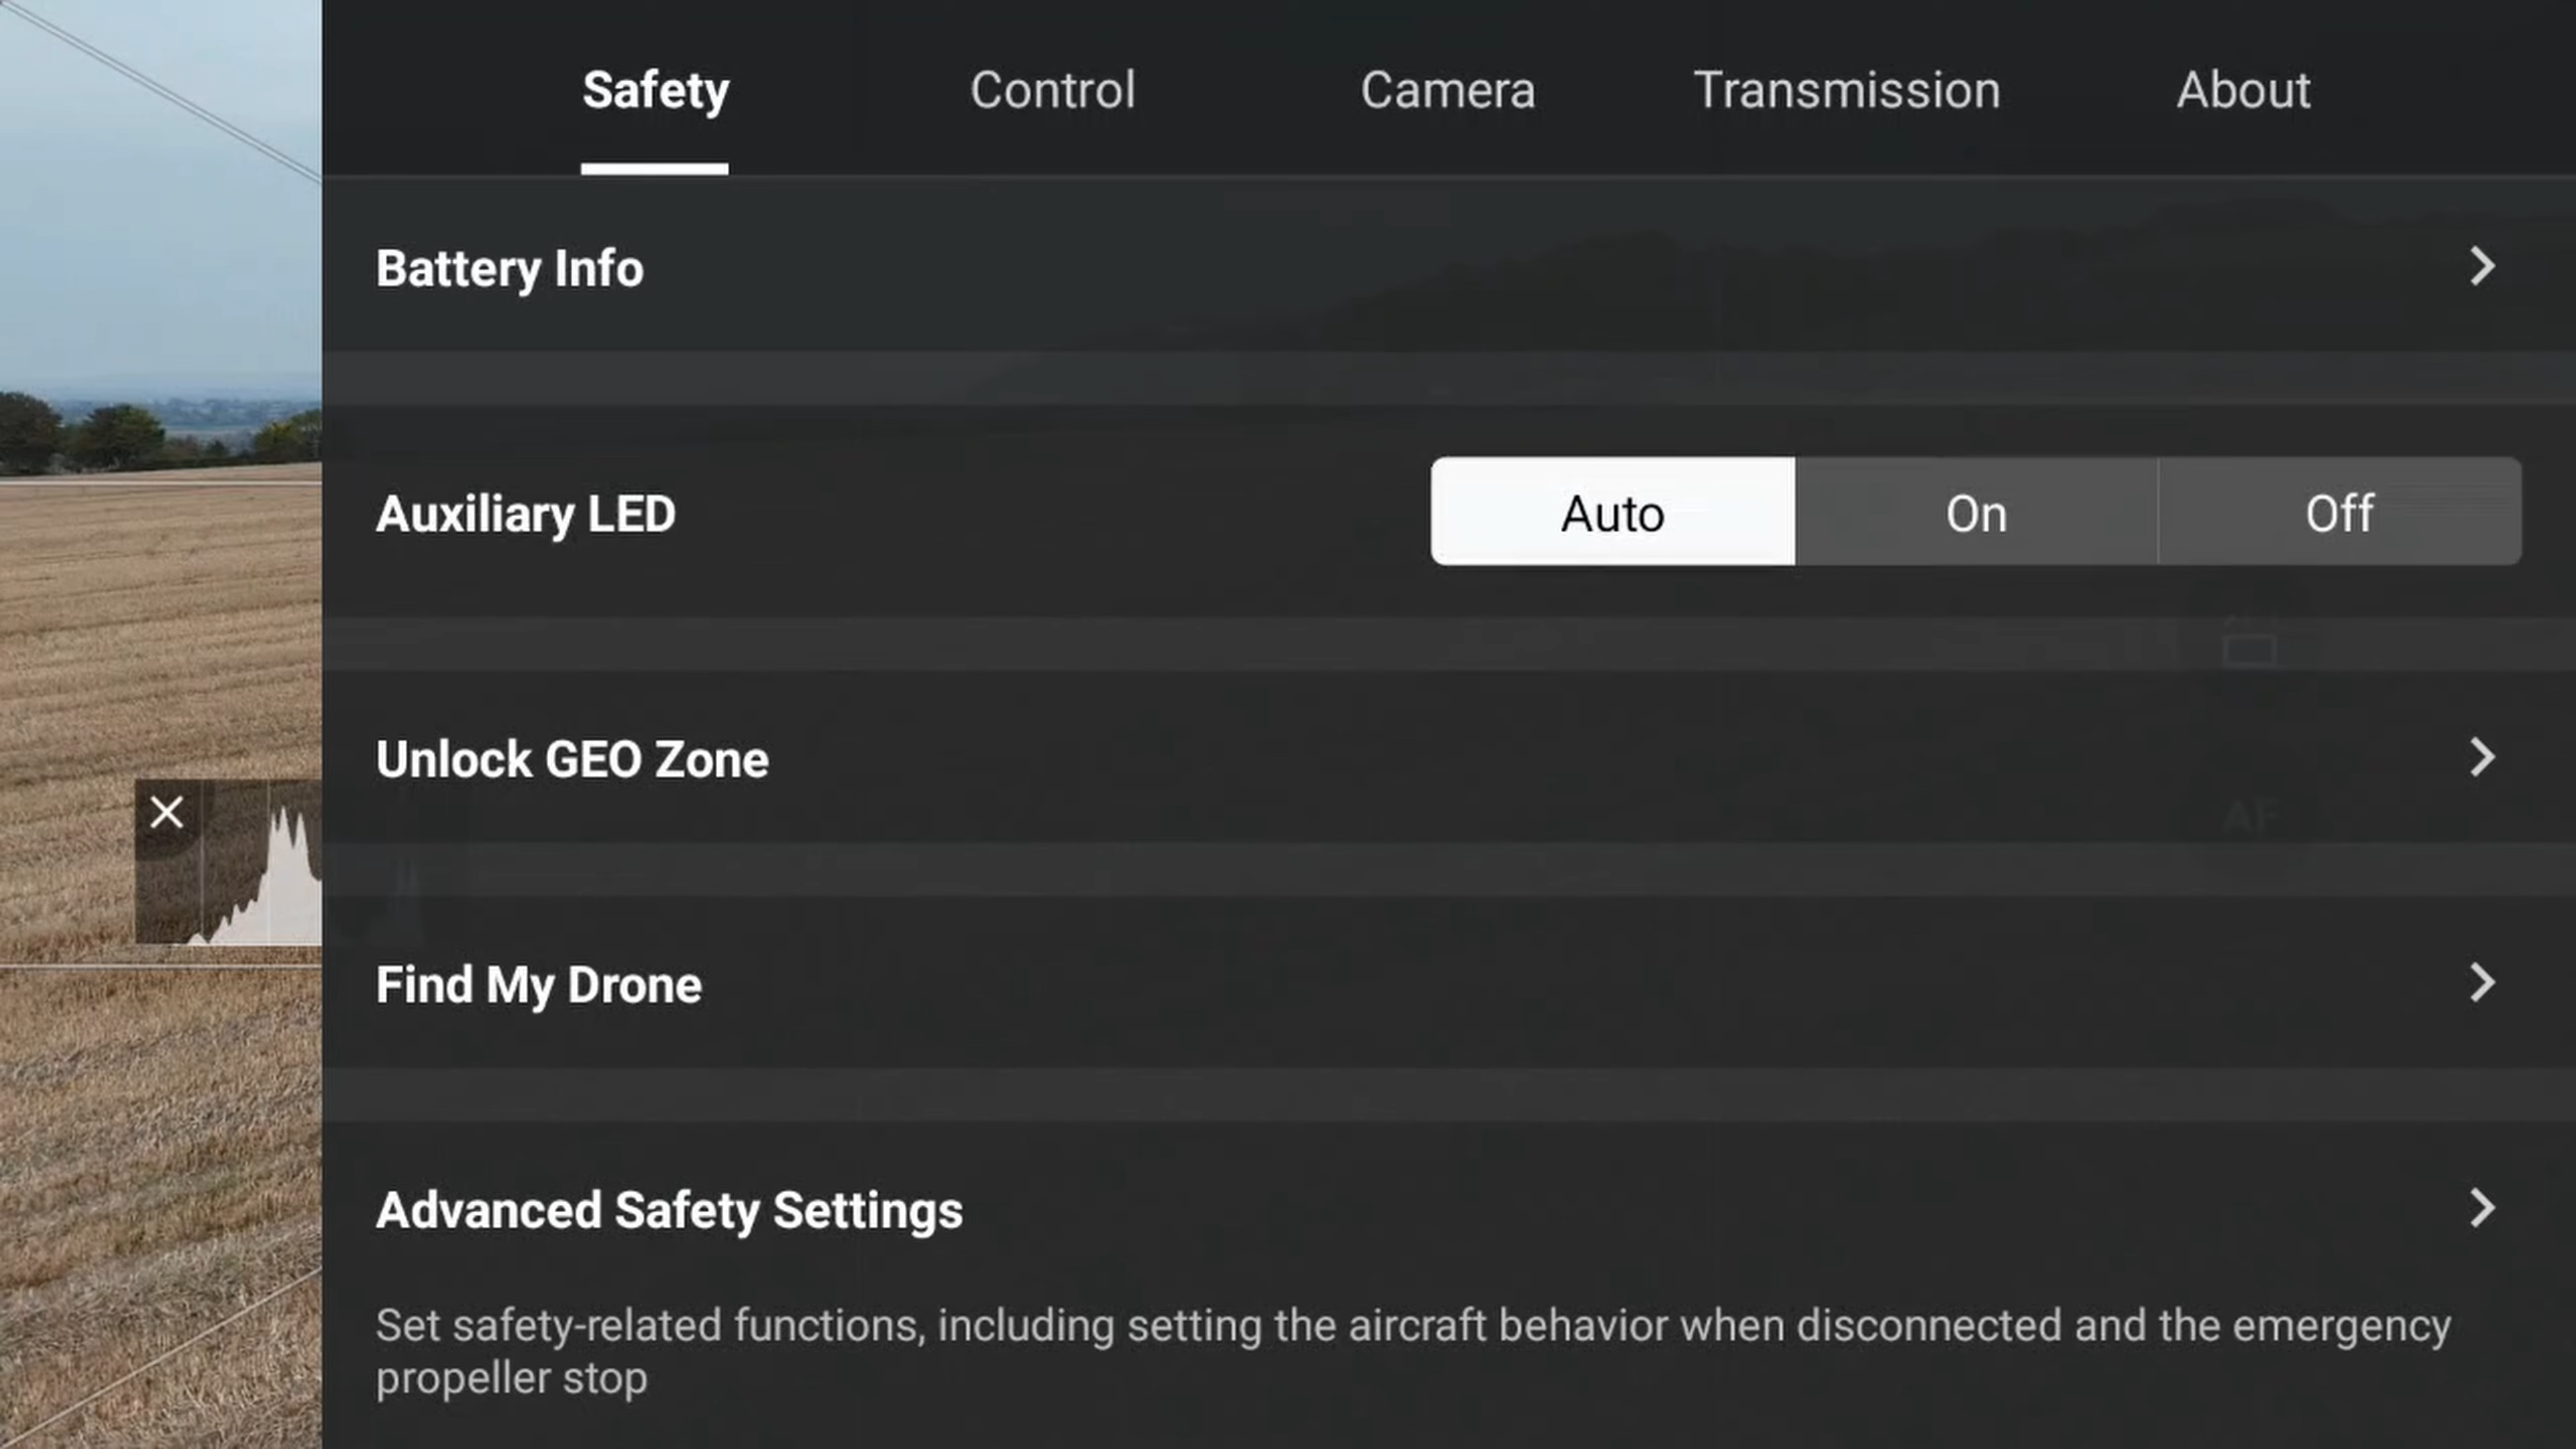 Safety Control Camera Transmission About
Battery Info
Auxiliary LED Auto On Off
Unlock GEO Zone
AF
Find My Drone
Advanced Safety Settings
Set safety-related functions, including setting the aircraft behavior when disconnected and the emergency
propeller stop